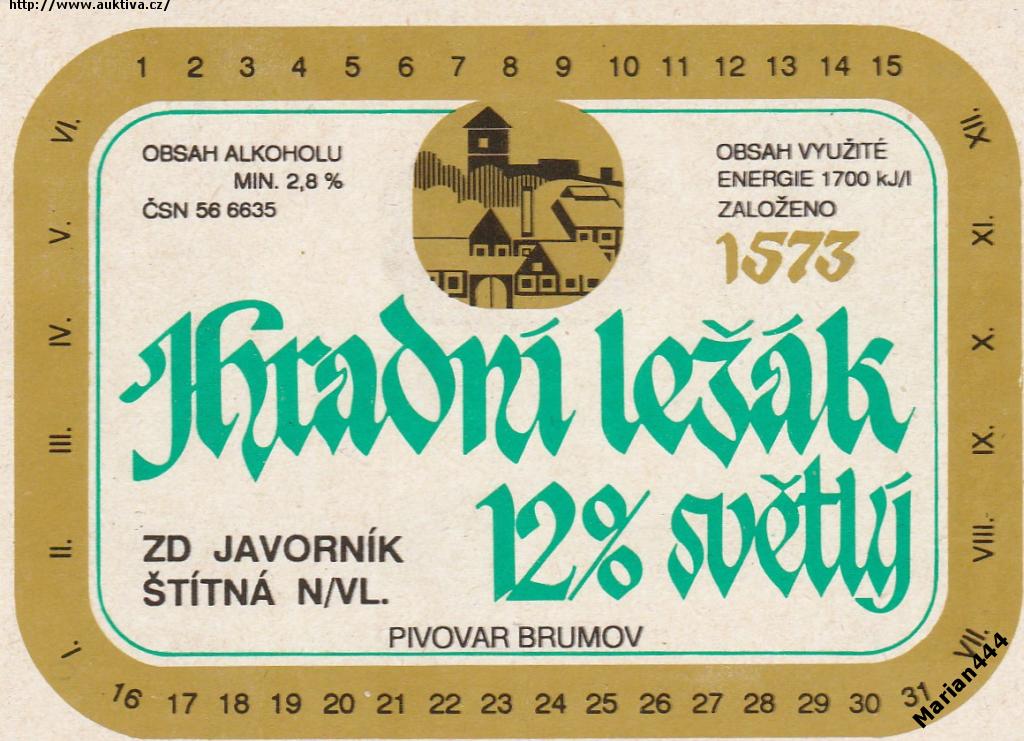 http://www.auktiva.cz/
1 2 3 4 5 6 7 8 9 10 11 12 13 14 15
VI.
V.
IV.
III.
II.
I.
OBSAH ALKOHOLU
MIN. 2,8 %
ČSN 56 6635
OBSAH VYUŽITÉ
ENERGIE 1700 kJ/l
ZALOŽENO
1573
Hradní ležák
12% světlý
ZD JAVORNÍK
ŠTÍTNÁ N/VL.
PIVOVAR BRUMOV
XII.
XI.
X.
IX.
VIII.
VII.
16 17 18 19 20 21 22 23 24 25 26 27 28 29 30 31
Marian444